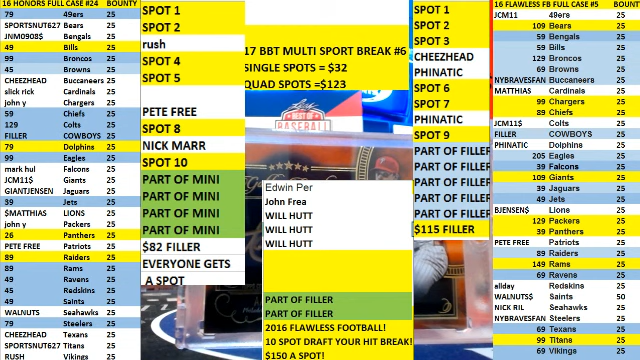 16 HONORS FULL CASE #24 BOUNTY
79 49ers 25
SPORTSNUT627 Bears 25
JNM0908$ Bengals 25
49 Bills 25
99 Broncos 25
45 Browns 25
CHEEZHEAD Buccaneers 25
slick rick Cardinals 25
john y Chargers 25
59 Chiefs 25
129 Colts 25
FILLER COWBOYS 25
79 Dolphins 25
99 Eagles 25
mark hul Falcons 25
JCM11$ Giants 25
GIANTJENSEN Jaguars 25
39 Jets 25
$MATTHIAS LIONS 25
john y Packers 25
26 Panthers 25
PETE FREE Patriots 25
89 Raiders 25
89 Rams 25
49 Ravens 25
45 Redskins 25
49 Saints 25
WALNUTS Seahawks 25
79 Steelers 25
CHEEZHEAD Texans 25
SPORTSNUT627 Titans 25
RUSH Vikings 25
SPOT 1
SPOT 2
rush
SPOT 4
SPOT 5
PETE FREE
SPOT 8
NICK MARR
SPOT 10
PART OF MINI
PART OF MINI
PART OF MINI
PART OF MINI
$82 FILLER
EVERYONE GETS
A SPOT
17 BBT MULTI SPORT BREAK #6
SINGLE SPOTS = $32
QUAD SPOTS =$123
Leaf
BEST OF
BASEBALL
Edwin Per
John Frea
WILL HUTT
WILL HUTT
WILL HUTT
PART OF FILLER
PART OF FILLER
2016 FLAWLESS FOOTBALL!
10 SPOT DRAFT YOUR HIT BREAK!
$150 A SPOT!
SPOT 1
SPOT 2
SPOT 3
CHEEZHEAD
PHINATIC
SPOT 6
SPOT 7
PHINATIC
SPOT 9
PART OF FILLER
PART OF FILLER
PART OF FILLER
PART OF FILLER
PART OF FILLER
$115 FILLER
16 FLAWLESS FB FULL CASE #5 BOUNTY
JCM11 49ers 25
109 Bears 25
59 Bengals 25
59 Bills 25
129 Broncos 25
69 Browns 25
NYBRAVESFAN Buccaneers 25
MATTHIAS Cardinals 25
99 Chargers 25
89 Chiefs 25
JCM11$ Colts 25
FILLER COWBOYS 25
PHINATIC Dolphins 25
205 Eagles 25
39 Falcons 25
109 Giants 25
39 Jaguars 25
49 Jets 25
BJENSEN$ Lions 25
129 Packers 25
39 Panthers 25
PETE FREE Patriots 25
89 Raiders 25
149 Rams 25
69 Ravens 25
allday Redskins 25
WALNUTS$ Saints 50
NICK RIL Seahawks 25
NYBRAVESFAN Steelers 25
69 Texans 25
99 Titans 25
69 Vikings 25